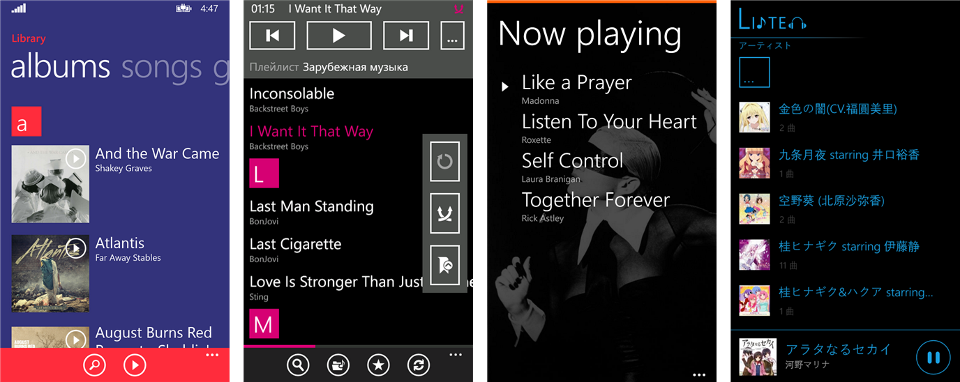 4:47
Library
albums songs g
a
And the War Came
Shakey Graves
Atlantis
Far Away Stables
August Burns Red
...
01:15 I Want It That Way
...
Плейлист Зарубежная музыка
Inconsolable
Backstreet Boys
I Want It That Way
Backstreet Boys
L
Last Man Standing
BonJovi
Last Cigarette
BonJovi
Love Is Stronger Than Just
Sting
M
...
Now playing
Like a Prayer
Madonna
Listen To Your Heart
Roxette
Self Control
Laura Branigan
Together Forever
Rick Astley
...
LISTEN
アーティスト
...
金色の闇(CV.福圓美里)
2 曲
九条月夜 starring 井口裕香
1 曲
空野葵 (北原沙弥香)
2 曲
桂ヒナギク starring 伊藤静
11 曲
桂ヒナギク&ハクア starring...
アラタなるセカイ
河野マリナ